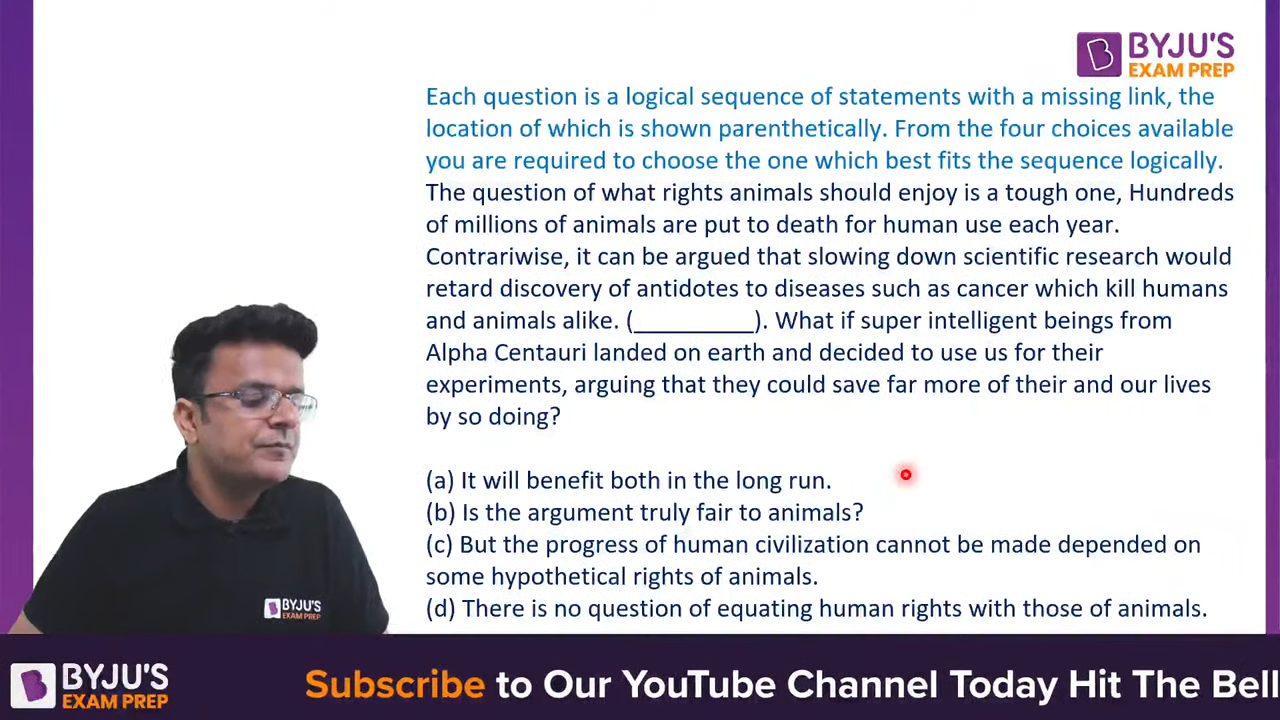 BYJU'S
EXAM PREP
Each question is a logical sequence of statements with a missing link, the
location of which is shown parenthetically. From the four choices available
you are required to choose the one which best fits the sequence logically.
The question of what rights animals should enjoy is a tough one, Hundreds
of millions of animals are put to death for human use each year.
Contrariwise, it can be argued that slowing down scientific research would
retard discovery of antidotes to diseases such as cancer which kill humans
and animals alike. (__________). What if super intelligent beings from
Alpha Centauri landed on earth and decided to use us for their
experiments, arguing that they could save far more of their and our lives
by so doing?
(a) It will benefit both in the long run.
(b) Is the argument truly fair to animals?
(c) But the progress of human civilization cannot be made depended on
some hypothetical rights of animals.
(d) There is no question of equating human rights with those of animals.
BYJU'S
EXAM PREP
BYJU'S
EXAM PREP
Subscribe to Our YouTube Channel Today Hit The Bell